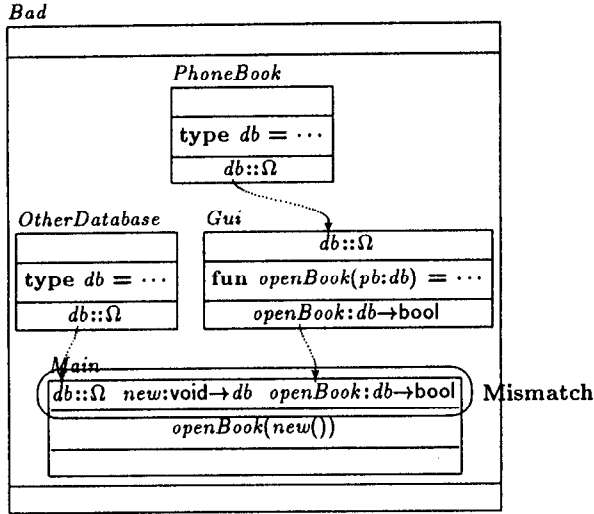 Bad
PhoneBook
type db = ···
db::Ω
OtherDatabase
type db = ···
db::Ω
Gui
db::Ω
fun openBook(pb:db) = ···
openBook:db→bool
Main
db::Ω new:void→db openBook:db→bool
Mismatch
openBook(new())